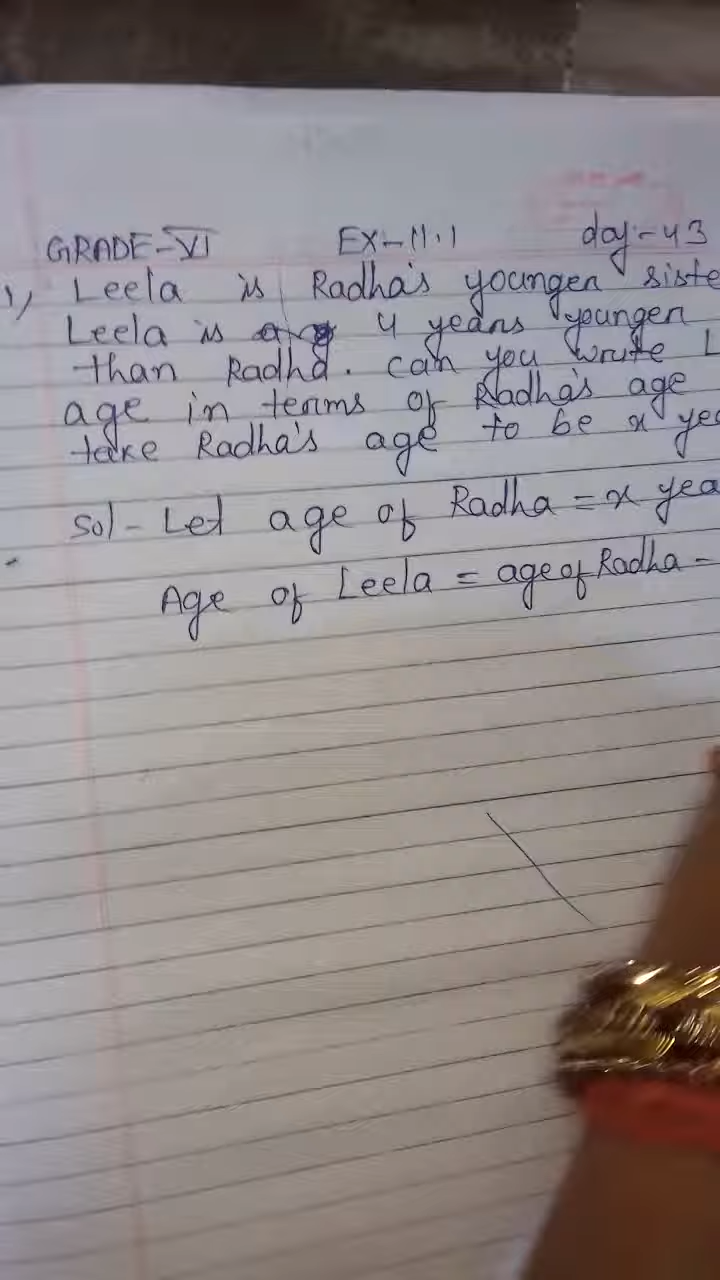 GRADE-VI EX-11.1 day-43
1, Leela is Radha's younger siste
Leela is 4 years younger
than Radha. can you write L
age in terms of Radha's age
take Radha's age to be x yea
Sol- Let age of Radha = x yea
Age of Leela = age of Radha -